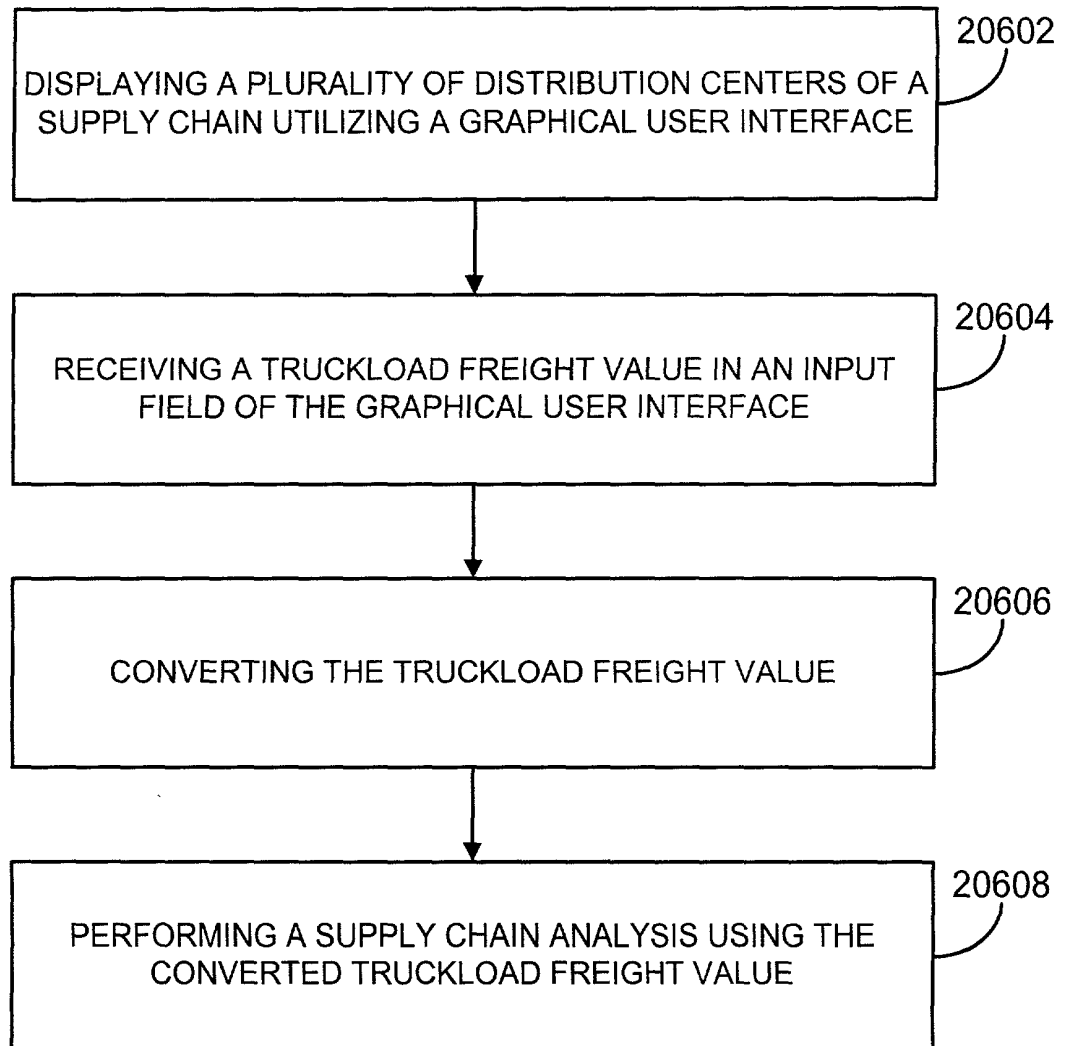 20602
DISPLAYING A PLURALITY OF DISTRIBUTION CENTERS OF A
SUPPLY CHAIN UTILIZING A GRAPHICAL USER INTERFACE
20604
RECEIVING A TRUCKLOAD FREIGHT VALUE IN AN INPUT
FIELD OF THE GRAPHICAL USER INTERFACE
20606
CONVERTING THE TRUCKLOAD FREIGHT VALUE
20608
PERFORMING A SUPPLY CHAIN ANALYSIS USING THE
CONVERTED TRUCKLOAD FREIGHT VALUE